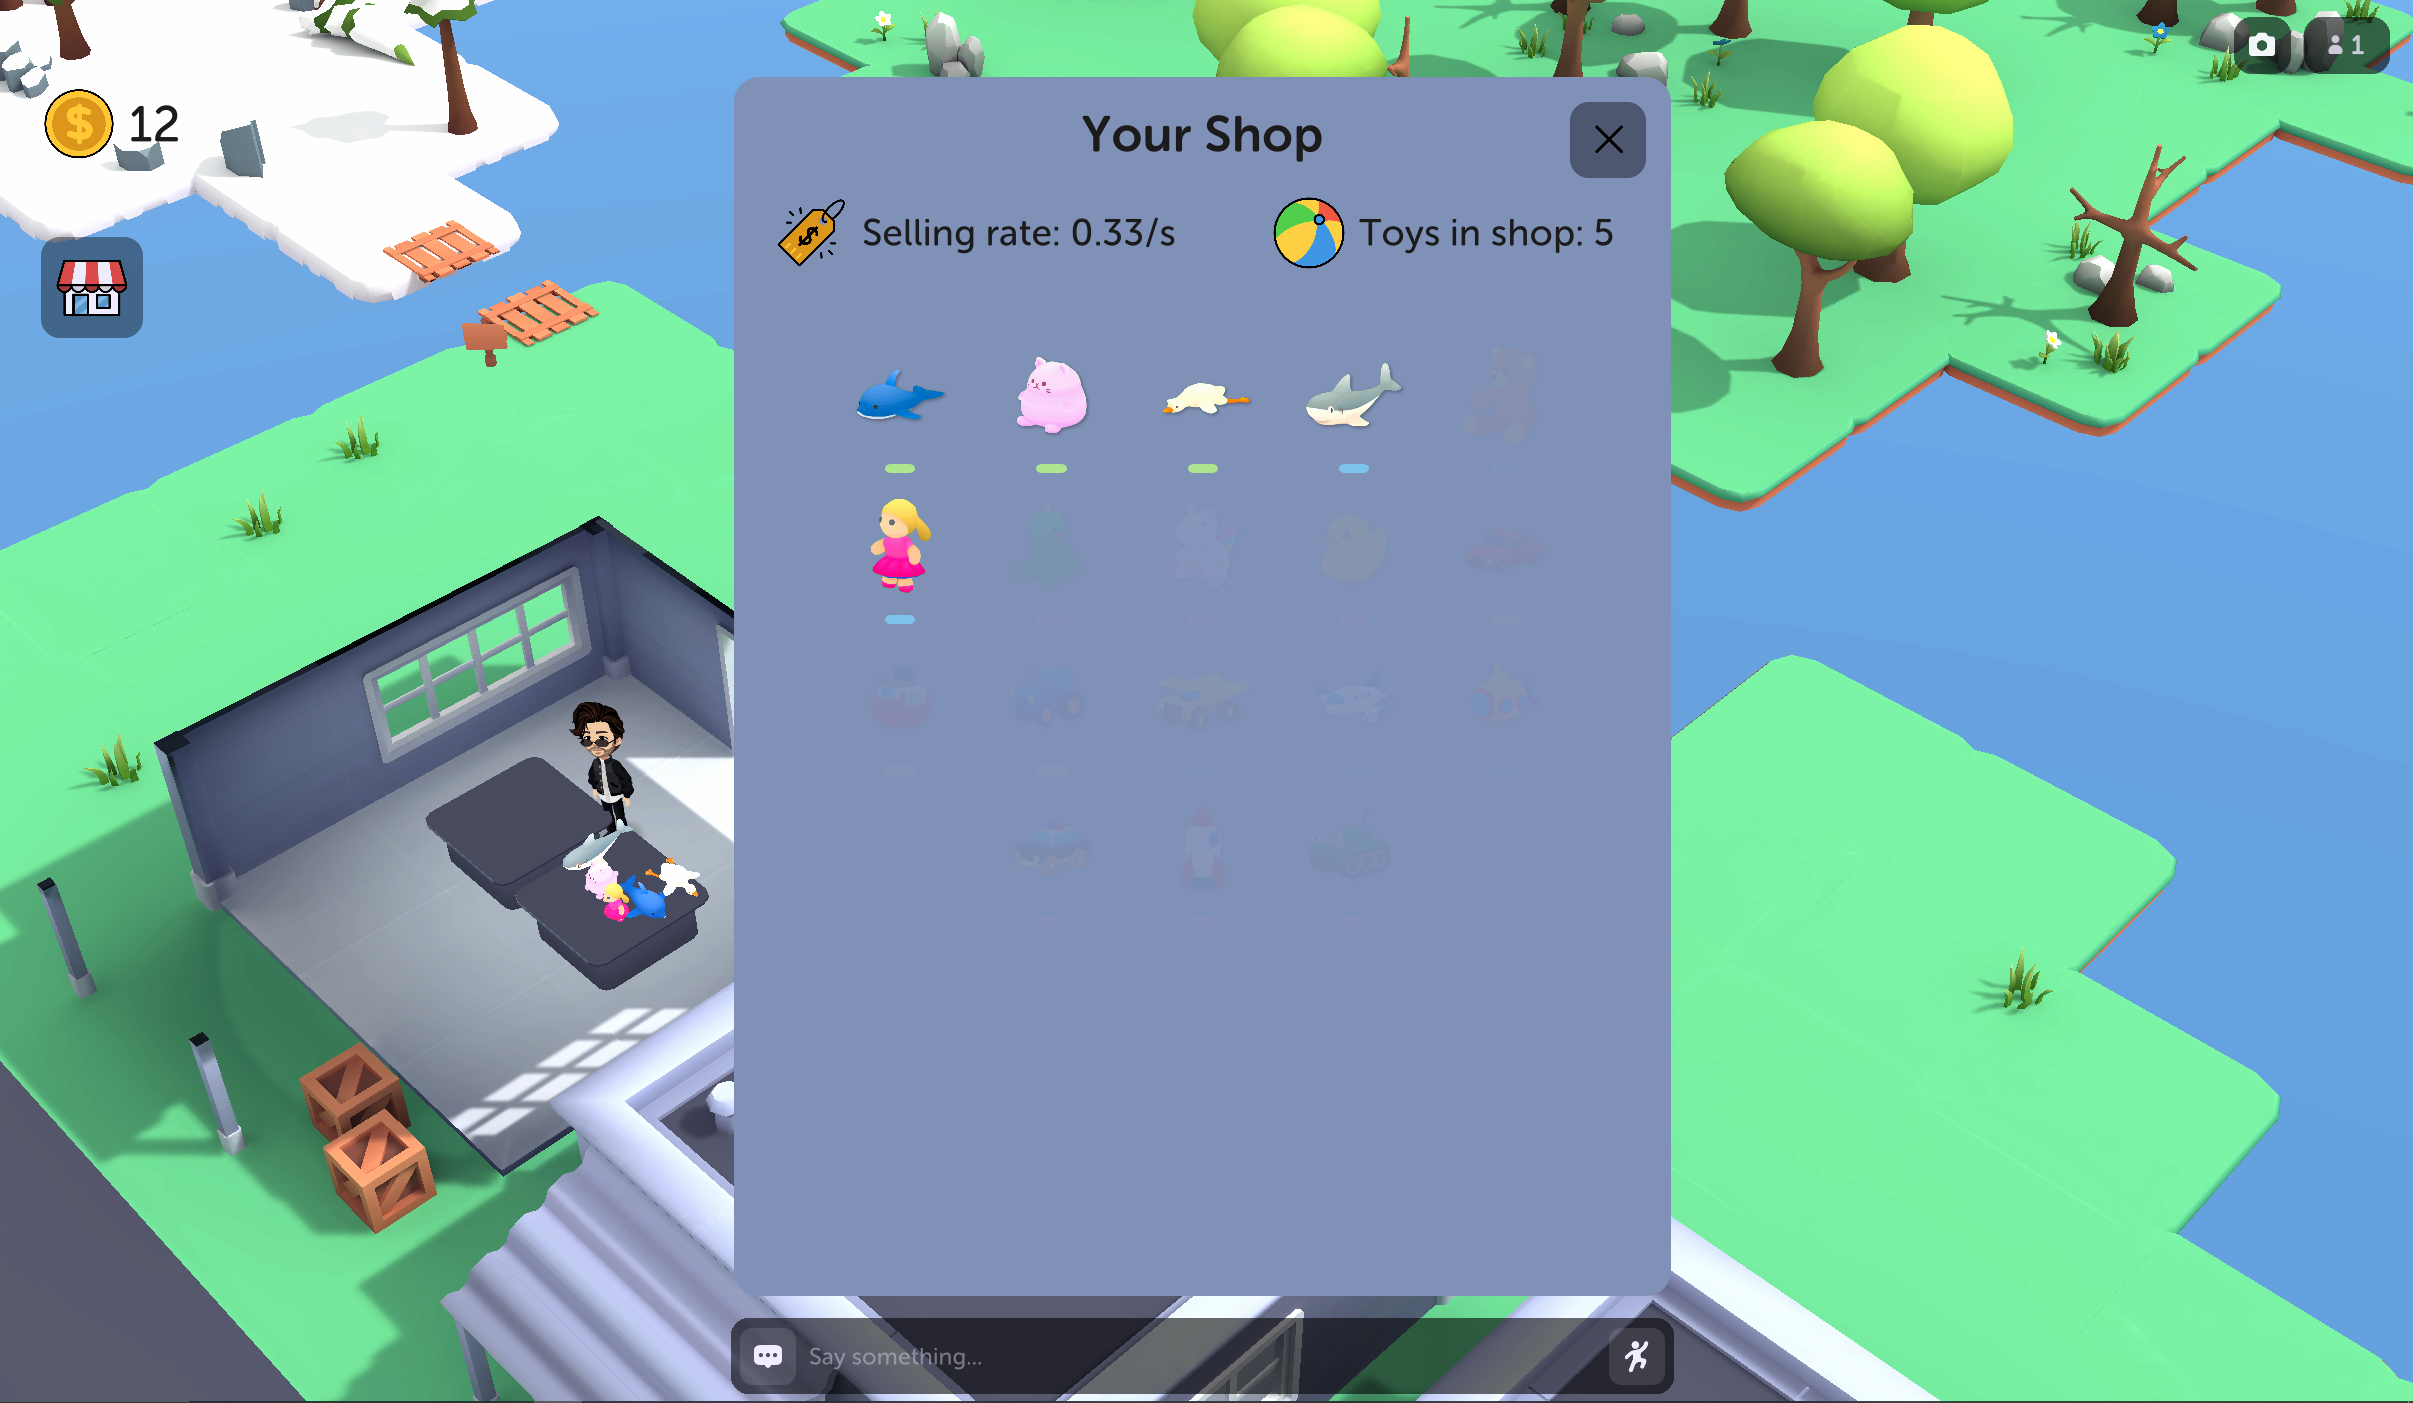 Your Shop
1
$ 12
Selling rate: 0.33/s
Toys in shop: 5
Say something...